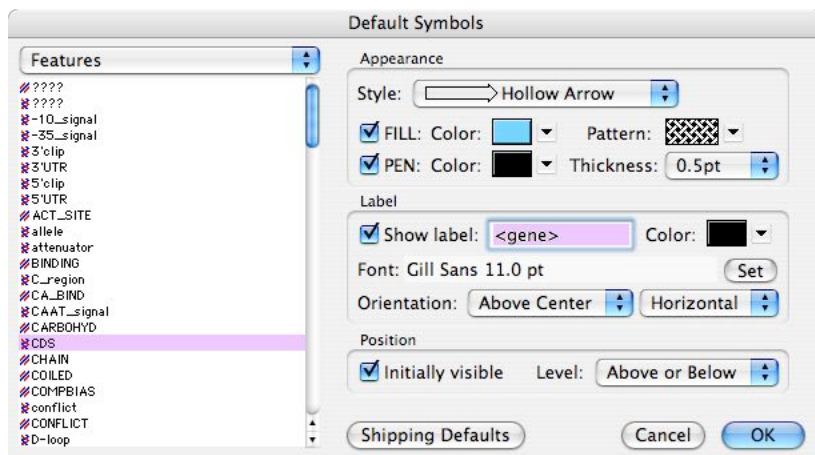 Default Symbols
Features
????
????
-10_signal
-35_signal
3'clip
3'UTR
5'clip
5'UTR
ACT_SITE
allele
attenuator
BINDING
C_region
CA_BIND
CAAT_signal
CARBOHYD
CDS
CHAIN
COILED
COMPBIAS
conflict
CONFLICT
D-loop
Appearance
Style: Hollow Arrow
FILL: Color: Pattern:
PEN: Color: Thickness: 0.5pt
Label
Show label: <gene> Color:
Font: Gill Sans 11.0 pt Set
Orientation: Above Center Horizontal
Position
Initially visible Level: Above or Below
Shipping Defaults Cancel OK